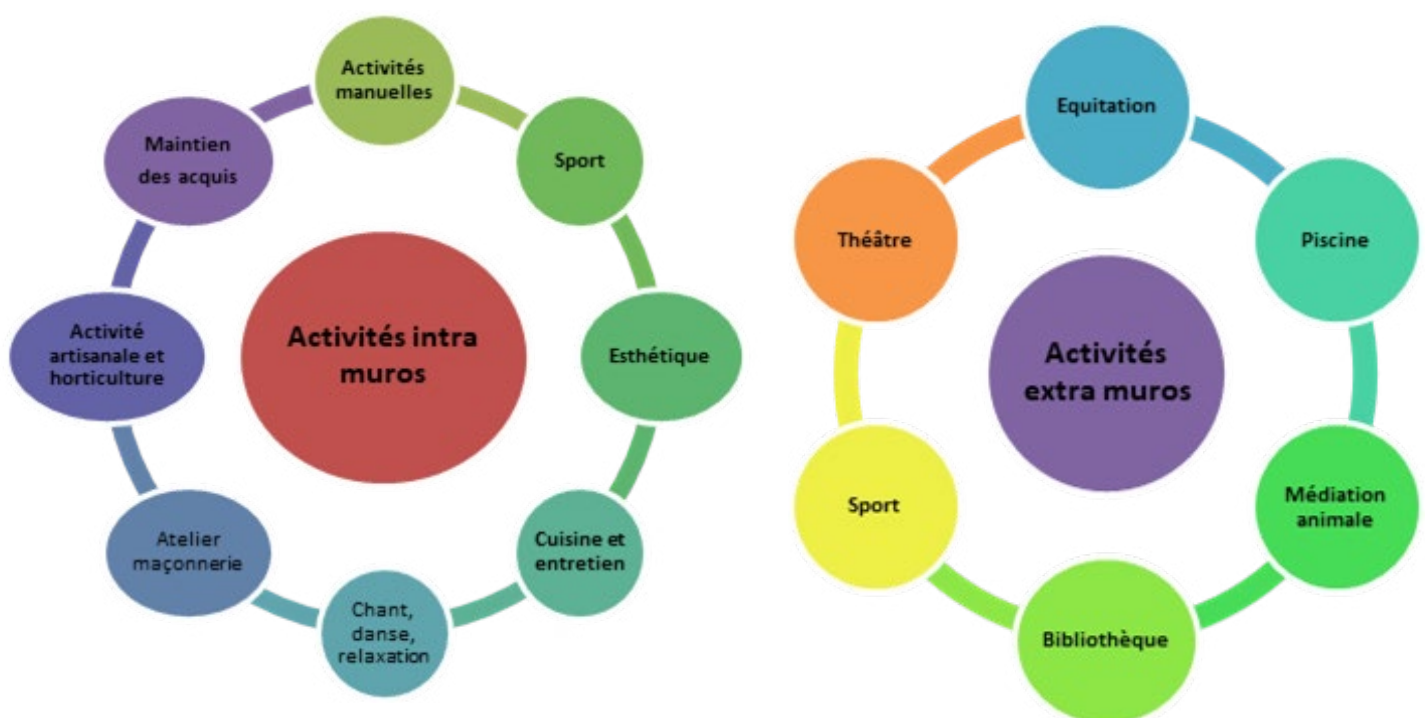 Activités
manuelles
Sport
Esthétique
Cuisine et
entretien
Chant,
danse,
relaxation
Atelier
maçonnerie
Activité
artisanale et
horticulture
Maintien
des acquis
Activités intra
muros
Equitation
Piscine
Médiation
animale
Bibliothèque
Sport
Théâtre
Activités
extra muros